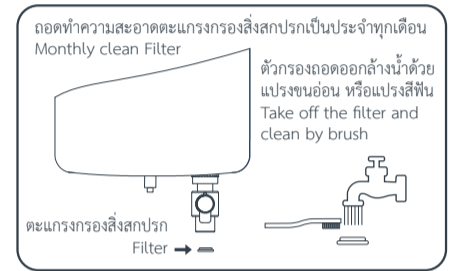 ถอดทำความสะอาดตะแกรงกรองสิ่งสกปรกเป็นประจำทุกเดือน
Monthly clean Filter
ตัวกรองถอดออกล้างน้ำด้วย
แปรงขนอ่อน หรือแปรงสีฟัน
Take off the filter and
clean by brush
ตะแกรงกรองสิ่งสกปรก
Filter